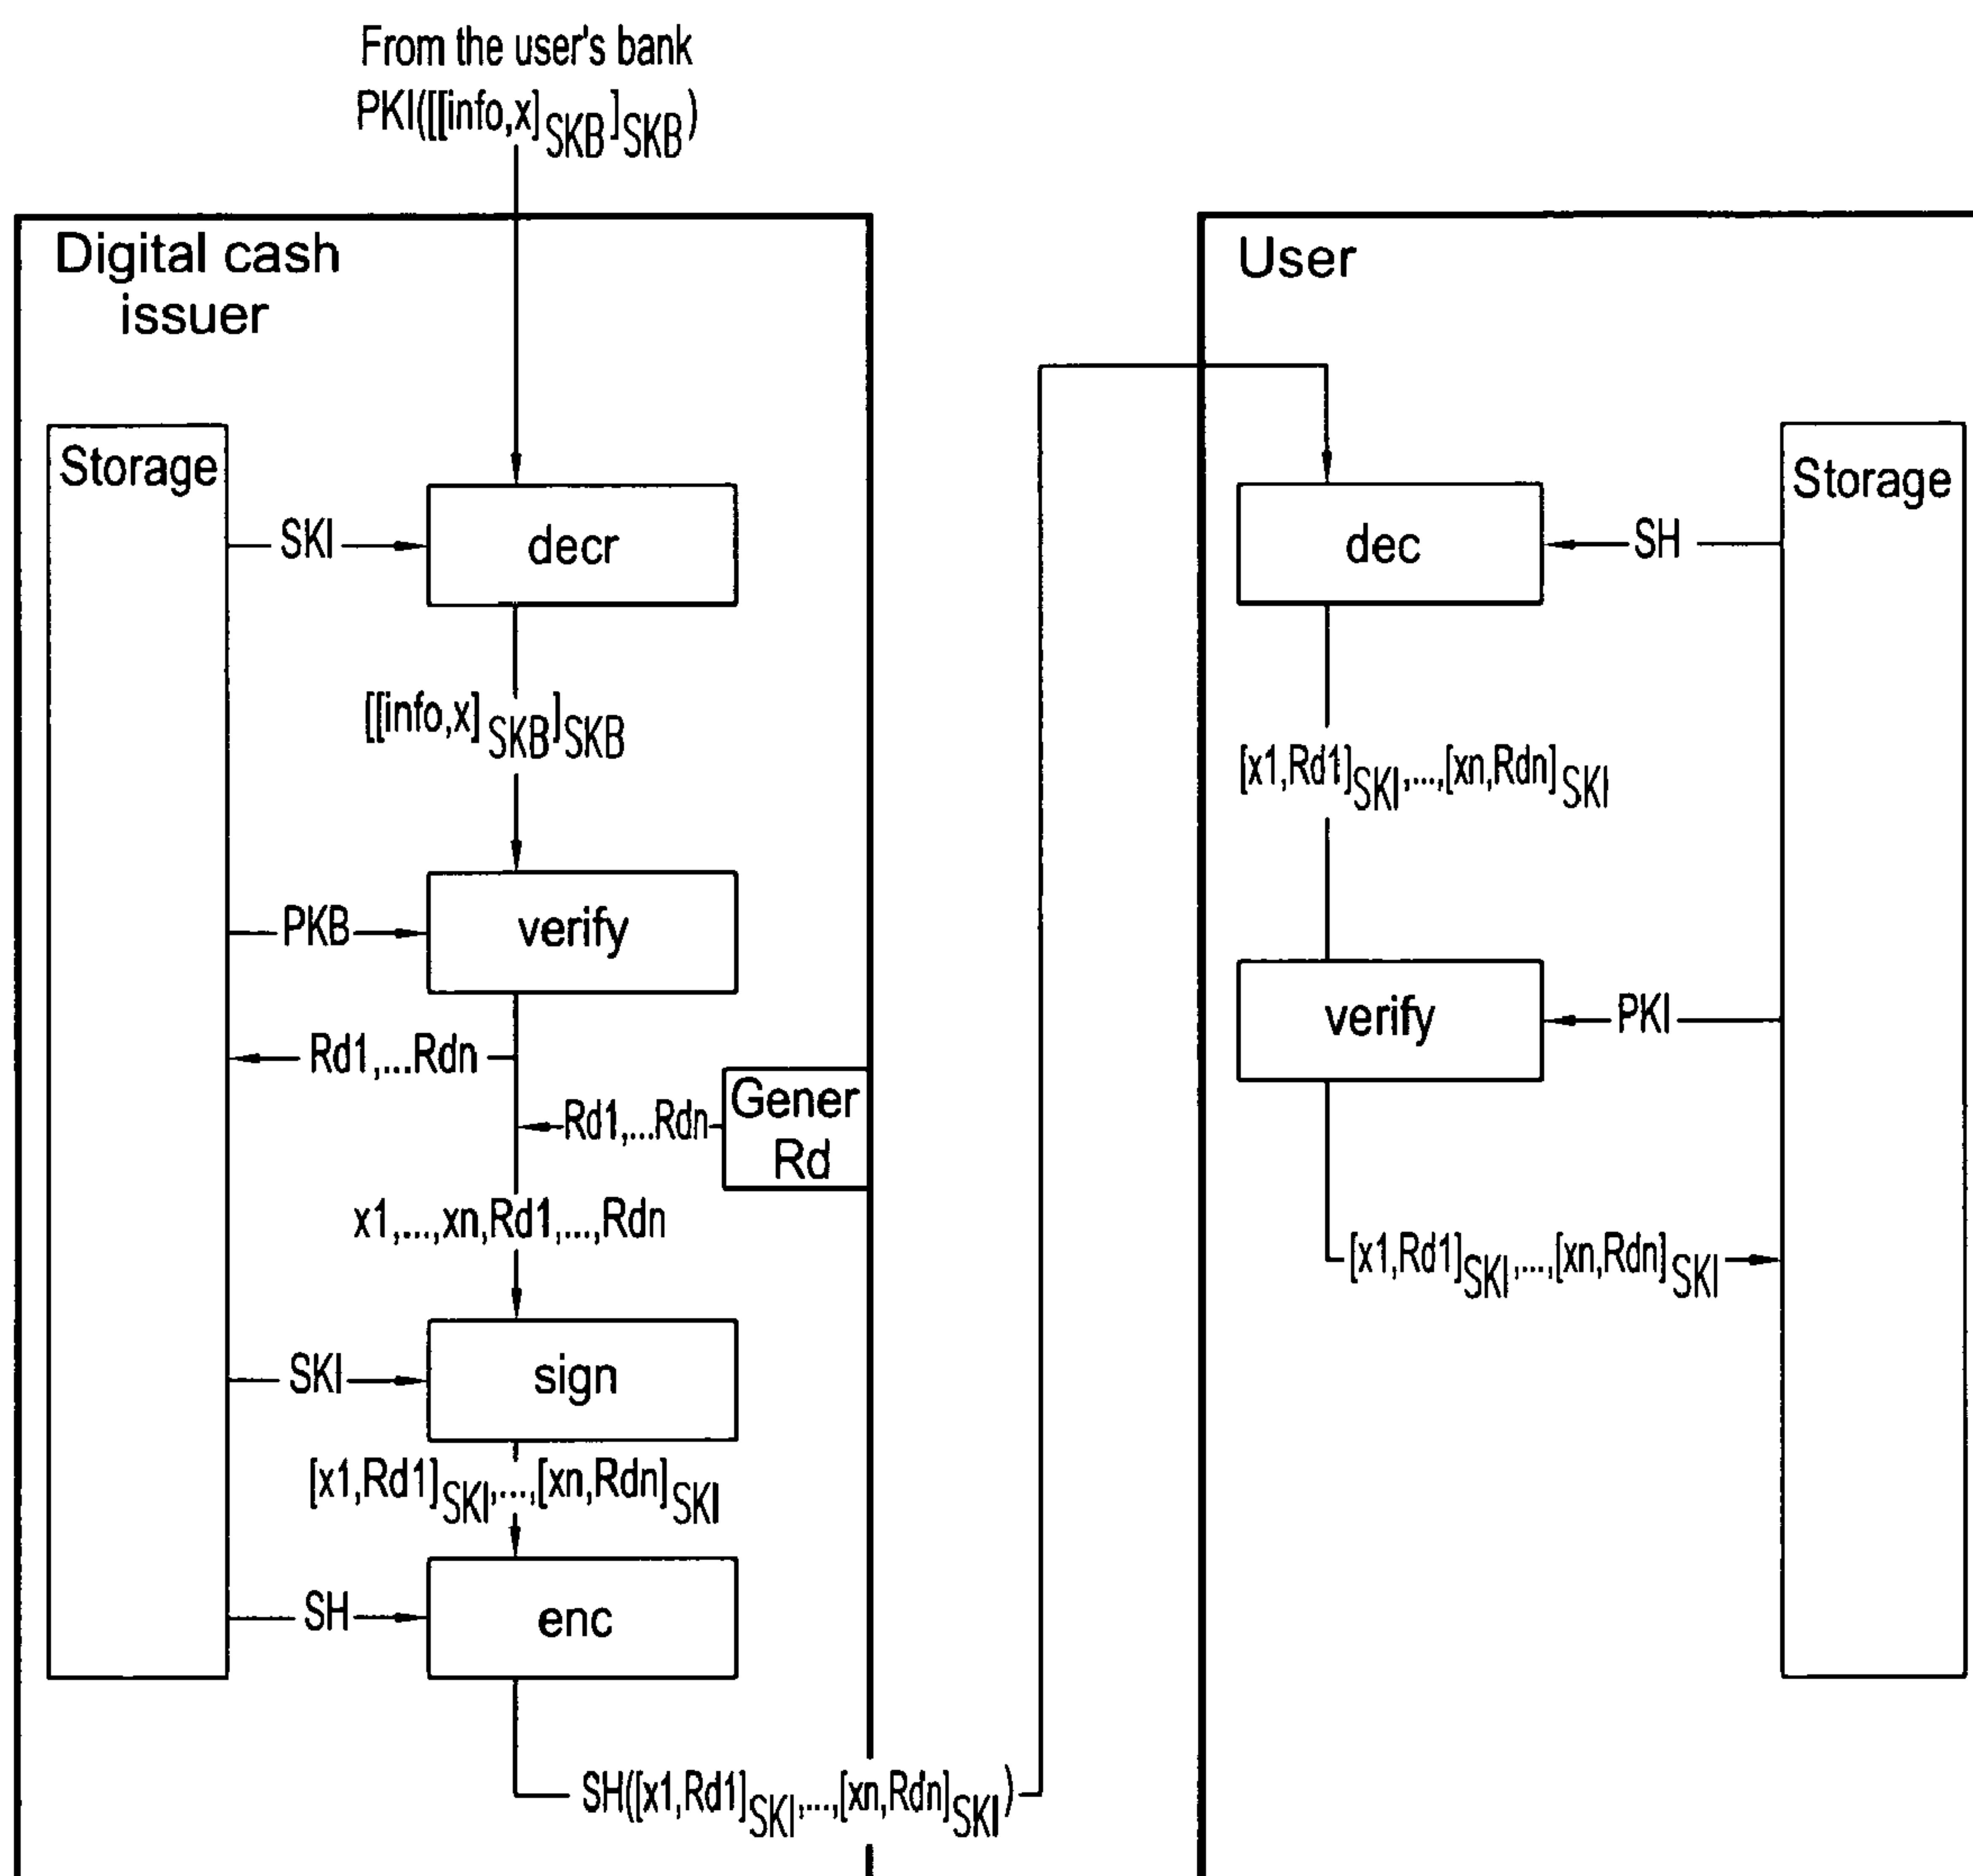 From the user's bank
PKI([[info,x]SKB]SKB)
Digital cash
issuer
Storage
SKI
decr
[[info,x]SKB]SKB
PKB
verify
Rd1,...Rdn
Rd1,...Rdn
Gener
Rd
x1,...,xn,Rd1,...,Rdn
SKI
sign
[x1,Rd1]SKI,...,[xn,Rdn]SKI
SH
enc
SH([x1,Rd1]SKI,...,[xn,Rdn]SKI)
User
Storage
dec
SH
[x1,Rd1]SKI,...,[xn,Rdn]SKI
verify
PKI
[x1,Rd1]SKI,...,[xn,Rdn]SKI